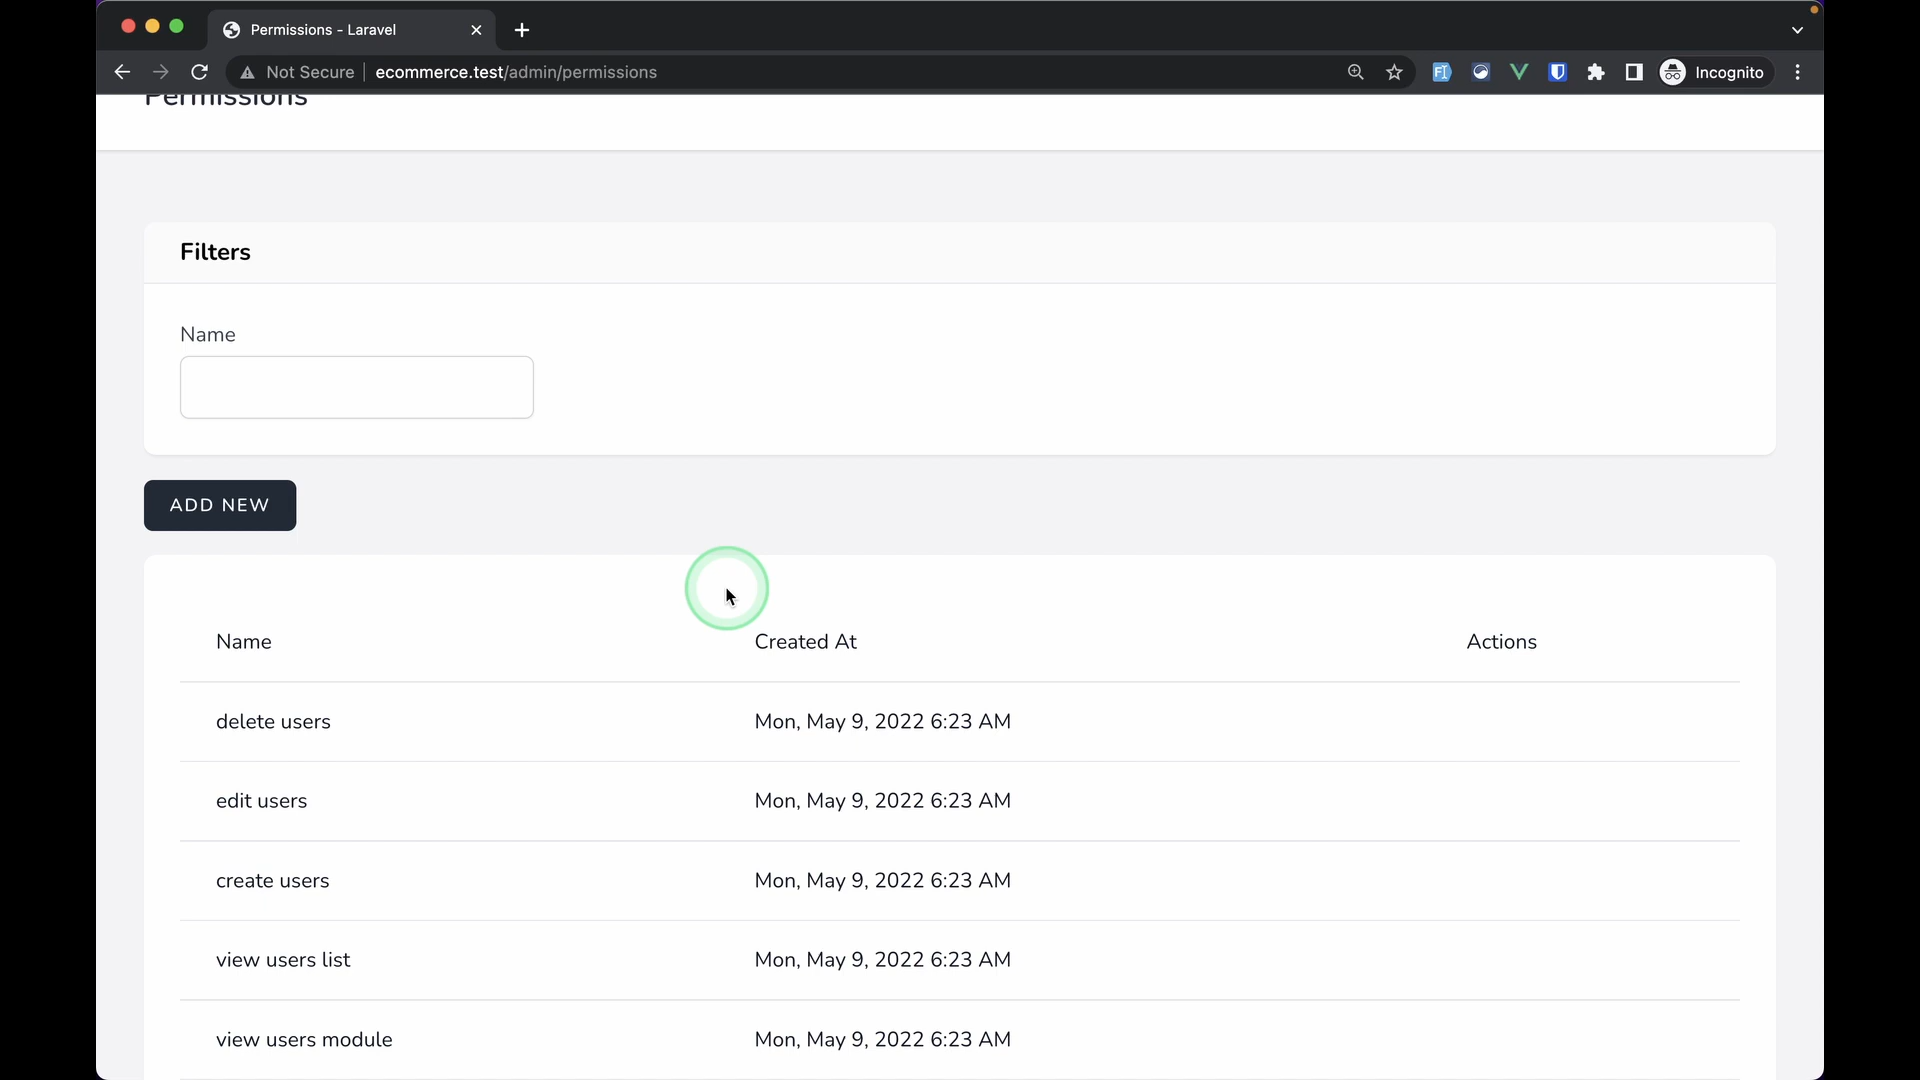 Permissions - Laravel
Not Secure
ecommerce.test/admin/permissions
Incognito
Permissions
Filters
Name
ADD NEW
Name Created At Actions
delete users Mon, May 9, 2022 6:23 AM
edit users Mon, May 9, 2022 6:23 AM
create users Mon, May 9, 2022 6:23 AM
view users list Mon, May 9, 2022 6:23 AM
view users module Mon, May 9, 2022 6:23 AM